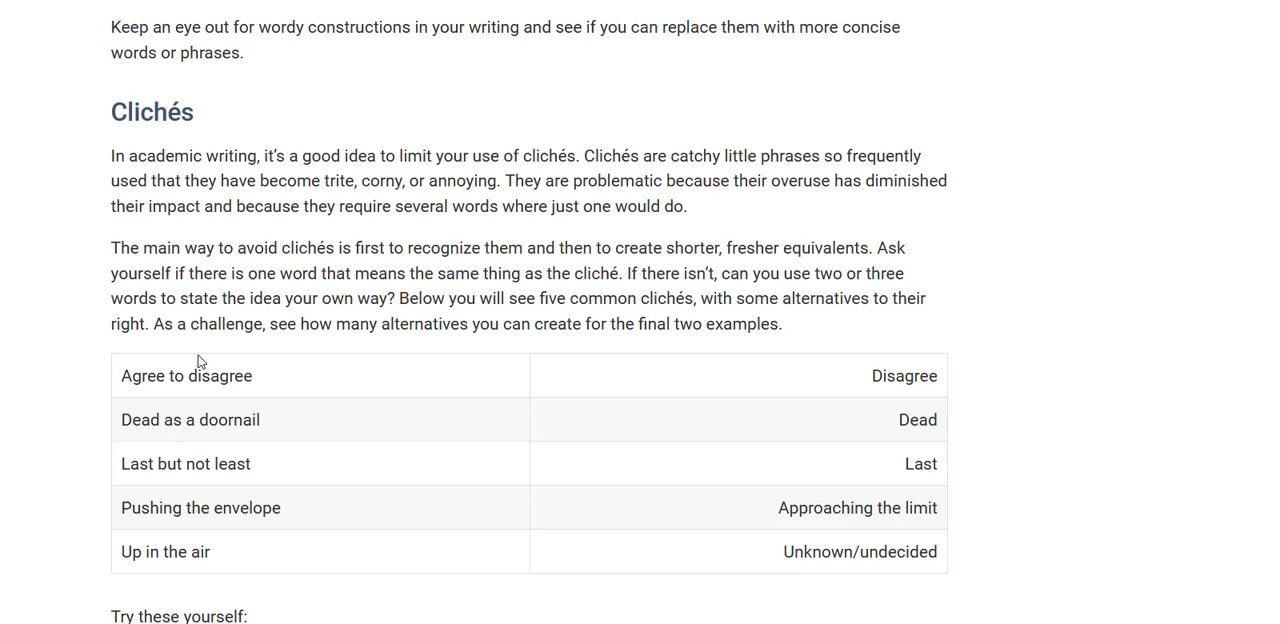 Keep an eye out for wordy constructions in your writing and see if you can replace them with more concise
words or phrases.
Clichés
In academic writing, it’s a good idea to limit your use of clichés. Clichés are catchy little phrases so frequently
used that they have become trite, corny, or annoying. They are problematic because their overuse has diminished
their impact and because they require several words where just one would do.
The main way to avoid clichés is first to recognize them and then to create shorter, fresher equivalents. Ask
yourself if there is one word that means the same thing as the cliché. If there isn’t, can you use two or three
words to state the idea your own way? Below you will see five common clichés, with some alternatives to their
right. As a challenge, see how many alternatives you can create for the final two examples.
Agree to disagree Disagree
Dead as a doornail Dead
Last but not least Last
Pushing the envelope Approaching the limit
Up in the air Unknown/undecided
Try these yourself: